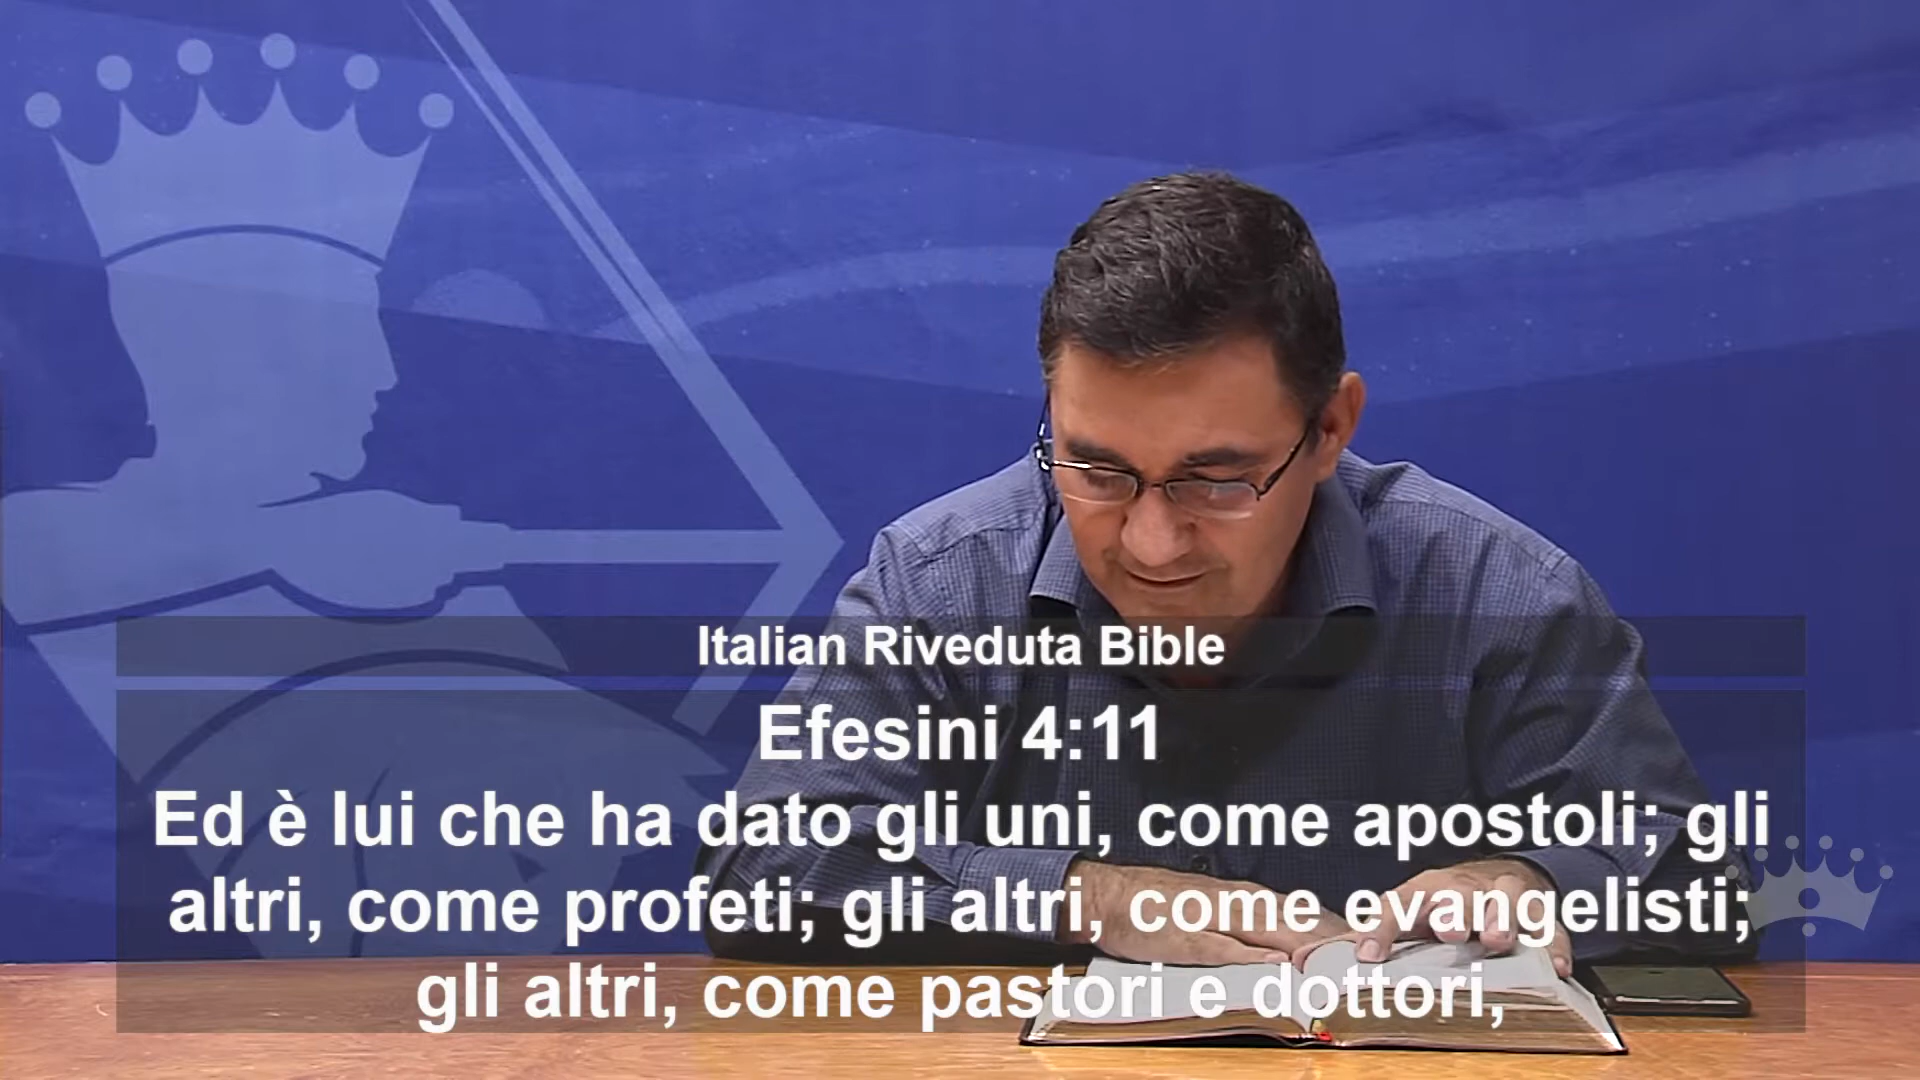 Italian Riveduta Bible
Efesini 4:11
Ed è lui che ha dato gli uni, come apostoli; gli
altri, come profeti; gli altri, come evangelisti;
gli altri, come pastori e dottori,